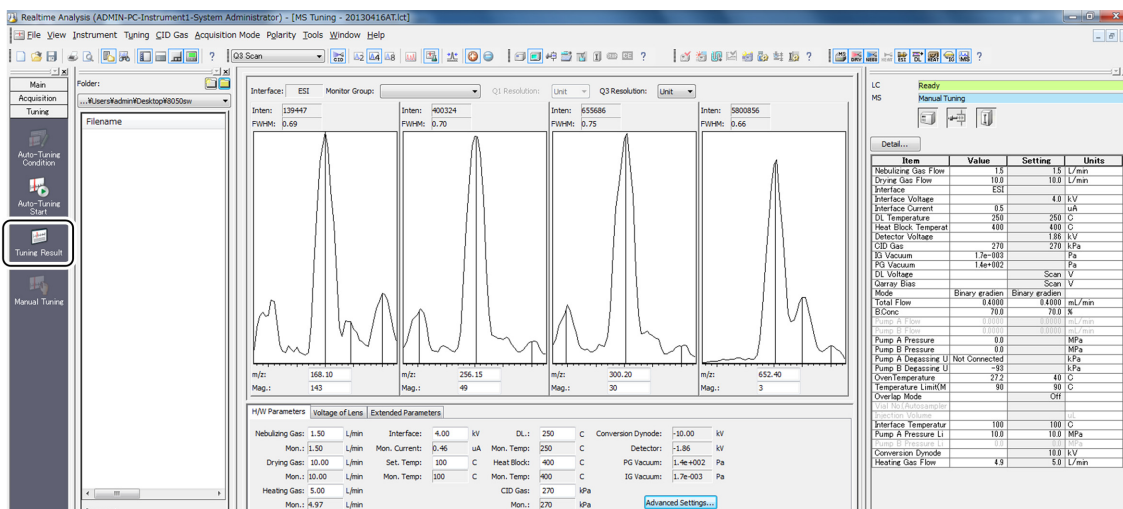 Realtime Analysis (ADMIN-PC-Instrument1-System Administrator) - [MS Tuning - 20130416AT.lct]
File View Instrument Tuning CID Gas Acquisition Mode Polarity Tools Window Help
Q3 Scan
Main
Acquisition
Tuning
Auto-Tuning
Condition
Auto-Tuning
Start
Tuning Result
Manual Tuning
Folder:
...¥Users¥admin¥Desktop¥8050sw
Filename
Interface: ESI Monitor Group: Q1 Resolution: Unit Q3 Resolution: Unit
Inten: 139447 Inten: 400324 Inten: 655686 Inten: 5800856
FWHM: 0.69 FWHM: 0.70 FWHM: 0.75 FWHM: 0.66
m/z: 168.10 m/z: 256.15 m/z: 300.20 m/z: 652.40
Mag.: 143 Mag.: 49 Mag.: 30 Mag.: 3
H/W Parameters Voltage of Lens Extended Parameters
Nebulizing Gas: 1.50 L/min Interface: 4.00 kV DL.: 250 C Conversion Dynode: -10.00 kV
Mon.: 1.50 L/min Mon. Current: 0.46 uA Mon. Temp: 250 C Detector: -1.86 kV
Drying Gas: 10.00 L/min Set. Temp: 100 C Heat Block: 400 C PG Vacuum: 1.4e+002 Pa
Mon.: 10.00 L/min Mon. Temp: 100 C Mon. Temp: 400 C IG Vacuum: 1.7e-003 Pa
Heating Gas: 5.00 L/min CID Gas: 270 kPa
Mon.: 4.97 L/min Mon.: 270 kPa Advanced Settings...
LC Ready
MS Manual Tuning
Detail...
Item Value Setting Units
Nebulizing Gas Flow 1.5 1.5 L/min
Drying Gas Flow 10.0 10.0 L/min
Interface ESI
Interface Voltage 4.0 kV
Interface Current 0.5 uA
DL Temperature 250 250 C
Heat Block Temperat 400 400 C
Detector Voltage 1.86 kV
CID Gas 270 270 kPa
IG Vacuum 1.7e-003 Pa
PG Vacuum 1.4e+002 Pa
DL Voltage Scan V
Qarray Bias Scan V
Mode Binary gradien Binary gradien
Total Flow 0.4000 0.4000 mL/min
B.Conc 70.0 70.0 %
Pump A Flow 0.0000 0.0000 mL/min
Pump B Flow 0.0000 0.0000 mL/min
Pump A Pressure 0.0 MPa
Pump B Pressure 0.0 MPa
Pump A Degassing U Not Connected kPa
Pump B Degassing U -93 kPa
OvenTemperature 27.2 40 C
Temperature Limit(M 90 90 C
Overlap Mode Off
Vial No(Autosampler
Injection Volume uL
Interface Temperatur 100 100 C
Pump A Pressure Li 10.0 10.0 MPa
Pump B Pressure Li 0.0 0.0 MPa
Conversion Dynode 10.0 kV
Heating Gas Flow 4.9 5.0 L/min